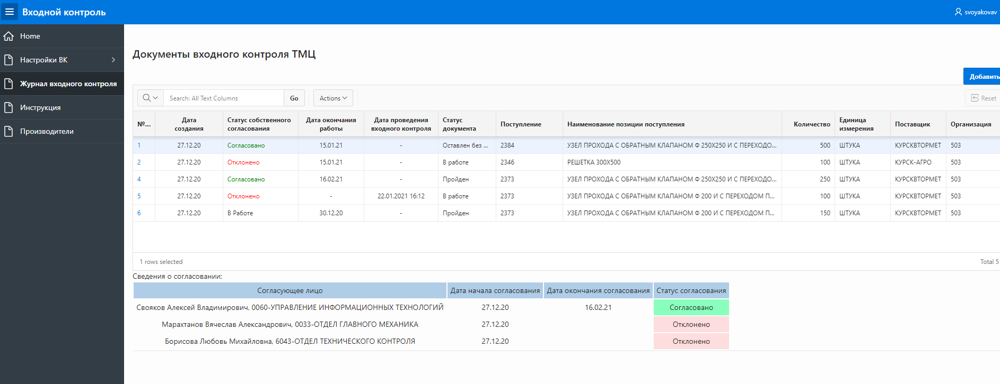 Входной контроль
svoyakovav
Home
Настройки ВК
Журнал входного контроля
Инструкция
Производители
Документы входного контроля ТМЦ
Добавить
Search: All Text Columns Go Actions Reset
№... Дата создания Статус собственного согласования Дата окончания работы Дата проведения входного контроля Статус документа Поступление Наименование позиции поступления Количество Единица измерения Поставщик Организация
1 27.12.20 Согласовано 15.01.21 - Оставлен без ... 2384 УЗЕЛ ПРОХОДА С ОБРАТНЫМ КЛАПАНОМ Ф 250Х250 И С ПЕРЕХОДО... 500 ШТУКА КУРСКВТОРМЕТ 503
2 27.12.20 Отклонено 15.01.21 - В работе 2346 РЕШЕТКА 300Х500 100 ШТУКА КУРСК-АГРО 503
4 27.12.20 Согласовано 16.02.21 - Пройден 2373 УЗЕЛ ПРОХОДА С ОБРАТНЫМ КЛАПАНОМ Ф 250Х250 И С ПЕРЕХОДО... 250 ШТУКА КУРСКВТОРМЕТ 503
5 27.12.20 Отклонено - 22.01.2021 16:12 В работе 2373 УЗЕЛ ПРОХОДА С ОБРАТНЫМ КЛАПАНОМ Ф 200 И С ПЕРЕХОДОМ П... 100 ШТУКА КУРСКВТОРМЕТ 503
6 27.12.20 В Работе 30.12.20 - Пройден 2373 УЗЕЛ ПРОХОДА С ОБРАТНЫМ КЛАПАНОМ Ф 200 И С ПЕРЕХОДОМ П... 150 ШТУКА КУРСКВТОРМЕТ 503
1 rows selected Total 5
Сведения о согласовании:
Согласующее лицо Дата начала согласования Дата окончания согласования Статус согласования
Свояков Алексей Владимирович, 0060-УПРАВЛЕНИЕ ИНФОРМАЦИОННЫХ ТЕХНОЛОГИЙ 27.12.20 16.02.21 Согласовано
Марахтанов Вячеслав Александрович, 0033-ОТДЕЛ ГЛАВНОГО МЕХАНИКА 27.12.20 Отклонено
Борисова Любовь Михайловна, 6043-ОТДЕЛ ТЕХНИЧЕСКОГО КОНТРОЛЯ 27.12.20 Отклонено